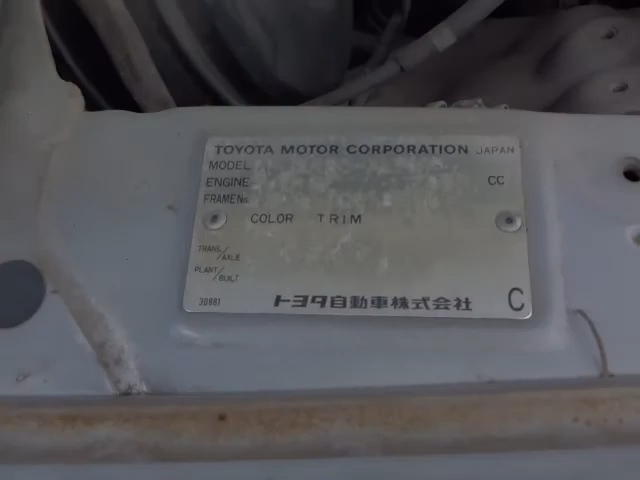 TOYOTA MOTOR CORPORATION JAPAN
MODEL
ENGINE CC
FRAME No.
COLOR TRIM
TRANS./AXLE
PLANT/BUILT
30881 トヨタ自動車株式会社 C